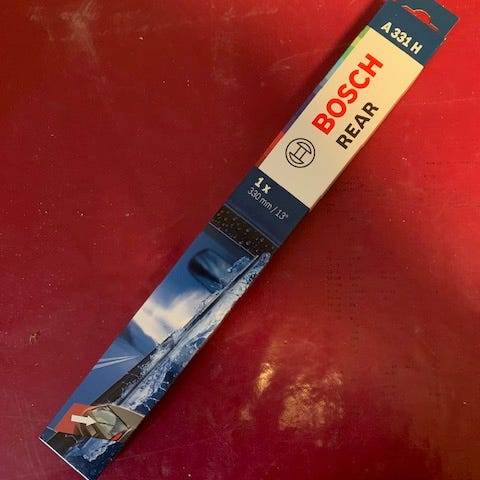 A 331 H
BOSCH
REAR
1 x
330 mm / 13"